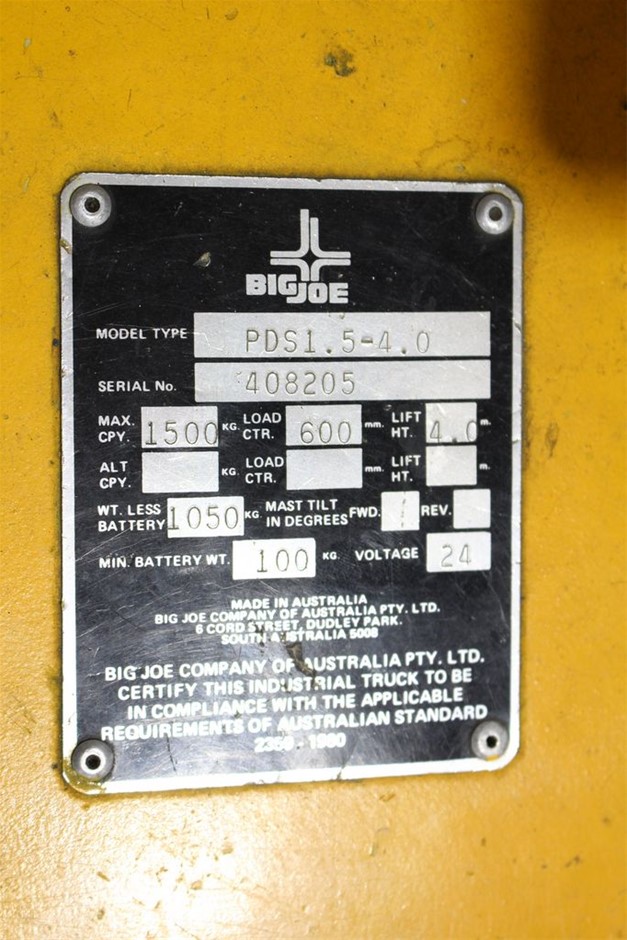 BIG JOE
MODEL TYPE PDS1.5-4.0
SERIAL No. 408205
MAX. CPY. 1500 KG. LOAD CTR. 600 mm. LIFT HT. 4.0 m.
ALT CPY. KG. LOAD CTR. mm. LIFT HT. m.
WT. LESS BATTERY 1050 KG. MAST TILT IN DEGREES FWD. / REV.
MIN. BATTERY WT. 100 KG. VOLTAGE 24
MADE IN AUSTRALIA
BIG JOE COMPANY OF AUSTRALIA PTY. LTD.
6 CORD STREET, DUDLEY PARK.
SOUTH AUSTRALIA 5008
BIG JOE COMPANY OF AUSTRALIA PTY. LTD.
CERTIFY THIS INDUSTRIAL TRUCK TO BE
IN COMPLIANCE WITH THE APPLICABLE
REQUIREMENTS OF AUSTRALIAN STANDARD
2359 - 1980